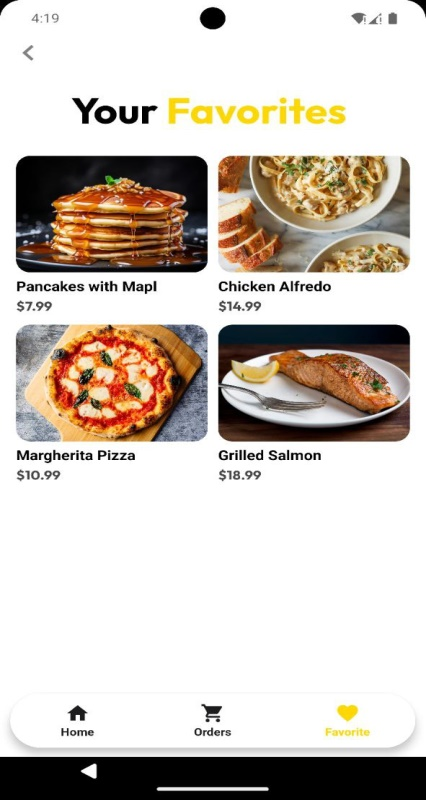 4:19
Your Favorites
Pancakes with Mapl
$7.99
Chicken Alfredo
$14.99
Margherita Pizza
$10.99
Grilled Salmon
$18.99
Home
Orders
Favorite